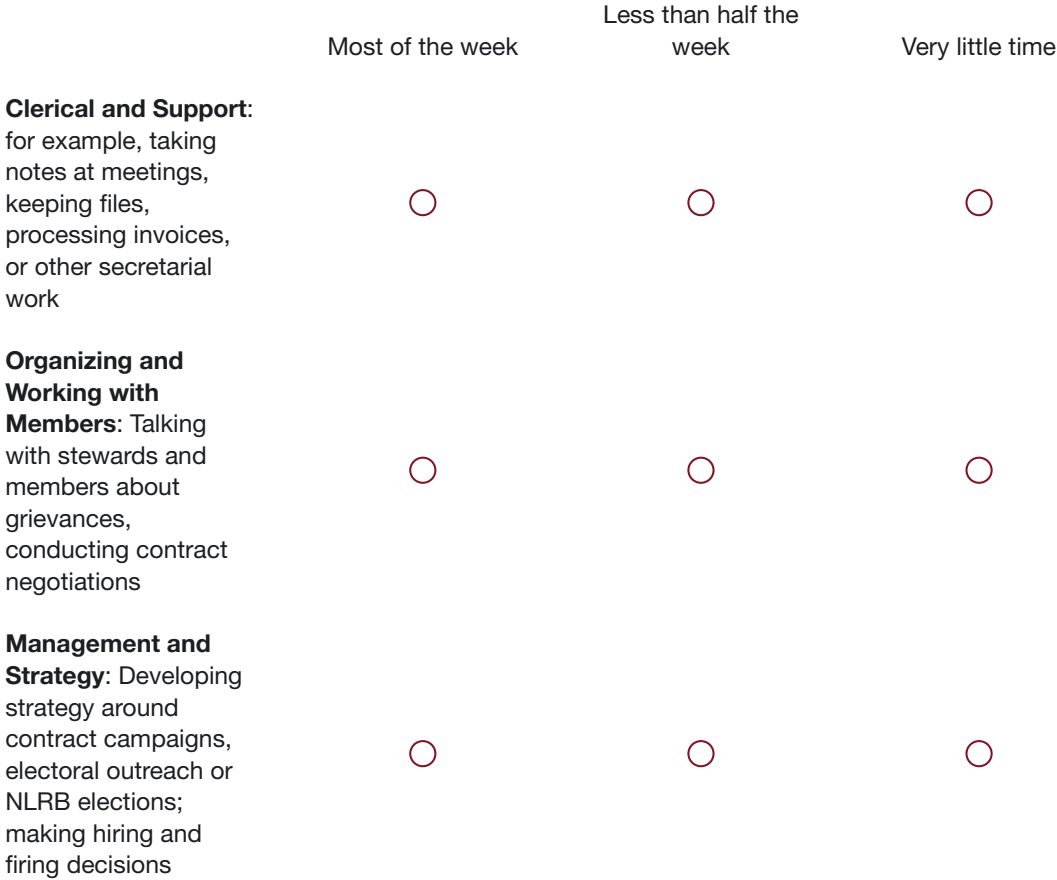 Most of the week
Less than half the
week
Very little time
Clerical and Support:
for example, taking
notes at meetings,
keeping files,
processing invoices,
or other secretarial
work
Organizing and
Working with
Members: Talking
with stewards and
members about
grievances,
conducting contract
negotiations
Management and
Strategy: Developing
strategy around
contract campaigns,
electoral outreach or
NLRB elections;
making hiring and
firing decisions